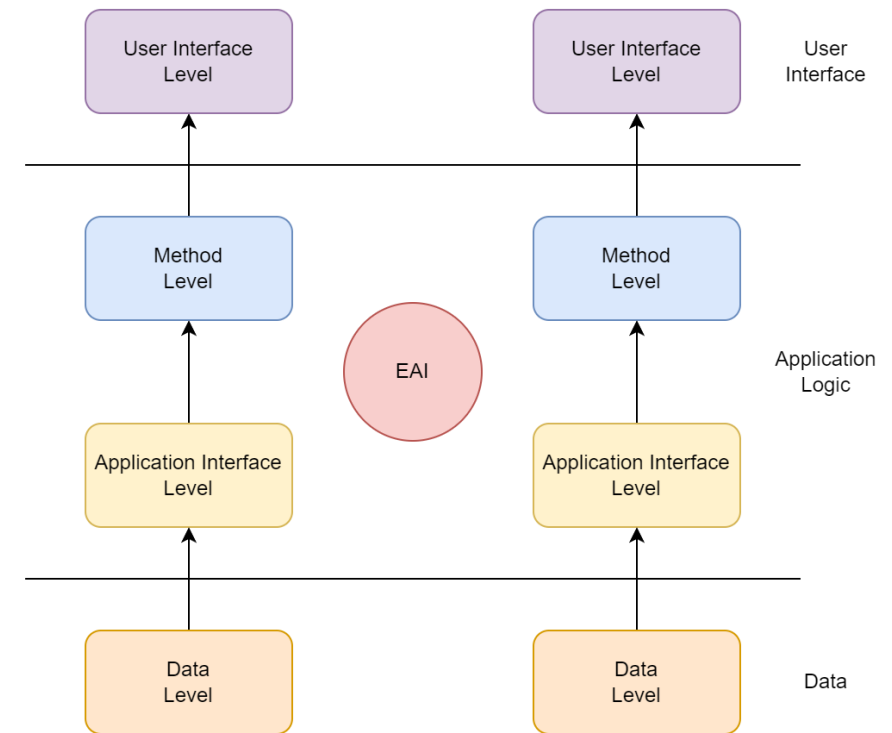 User Interface
Level
User Interface
Level
User
Interface
Method
Level
Method
Level
EAI
Application
Logic
Application Interface
Level
Application Interface
Level
Data
Level
Data
Level
Data